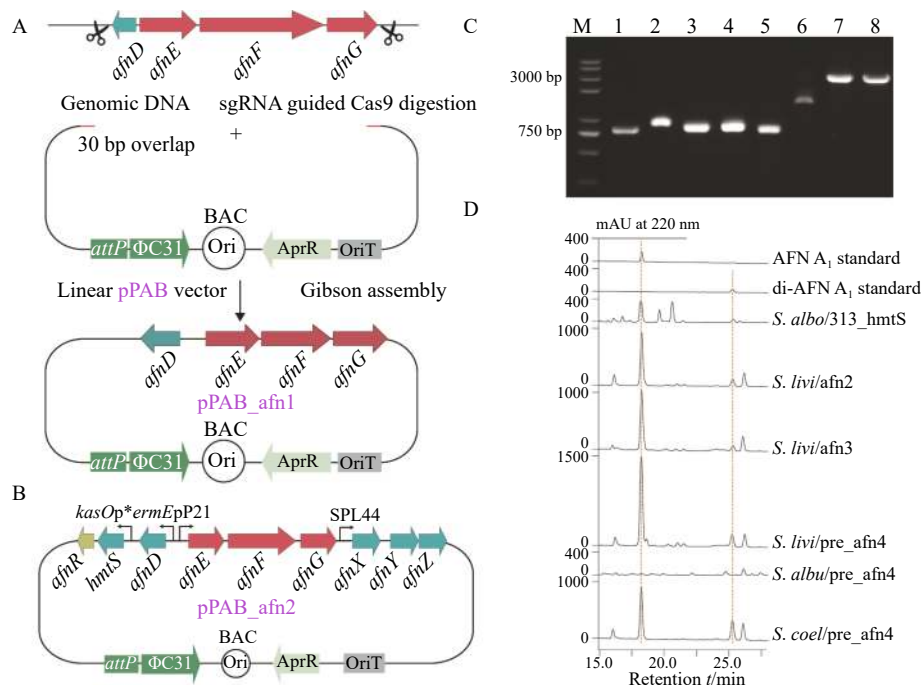 A
afnD
afnE
afnF
afnG
Genomic DNA
sgRNA guided Cas9 digestion
+
30 bp overlap
BAC
attP
ΦC31
Ori
AprR
OriT
Linear pPAB vector
Gibson assembly
afnD
afnE
afnF
afnG
pPAB_afn1
BAC
attP
ΦC31
Ori
AprR
OriT
B
kasOp*ermEpP21
SPL44
afnR
hmtS
afnD
afnE
afnF
afnG
afnX
afnY
afnZ
pPAB_afn2
BAC
attP
ΦC31
Ori
AprR
OriT
C
M 1 2 3 4 5 6 7 8
3000 bp
750 bp
D
mAU at 220 nm
400
0
AFN A₁ standard
400
0
di-AFN A₁ standard
400
0
S. albo/313_hmtS
1000
0
S. livi/afn2
1000
0
S. livi/afn3
1500
0
S. livi/pre_afn4
400
0
S. albu/pre_afn4
1000
0
S. coel/pre_afn4
15.0 18.0 21.0 25.0
Retention t/min